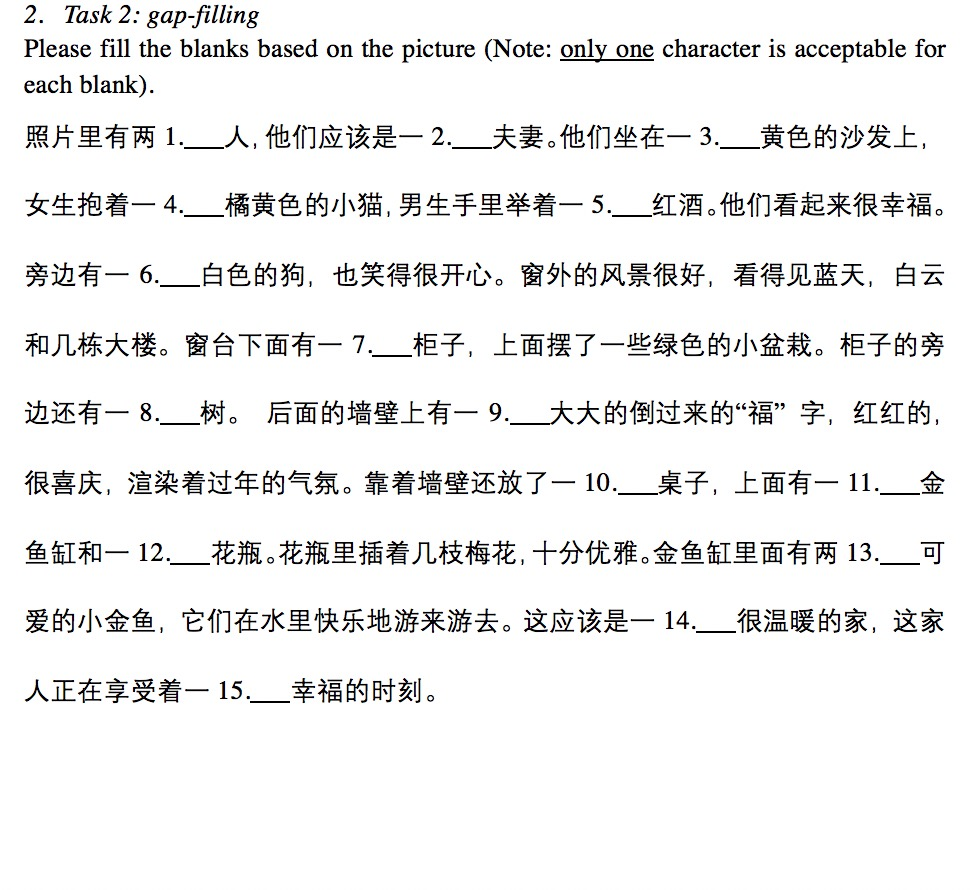 2. Task 2: gap-filling
Please fill the blanks based on the picture (Note: only one character is acceptable for
each blank).
照片里有两 1.___人, 他们应该是一 2.___夫妻。他们坐在一 3.___黄色的沙发上，
女生抱着一 4.___橘黄色的小猫, 男生手里举着一 5.___红酒。他们看起来很幸福。
旁边有一 6.___白色的狗，也笑得很开心。窗外的风景很好，看得见蓝天，白云
和几栋大楼。窗台下面有一 7.___柜子，上面摆了一些绿色的小盆栽。柜子的旁
边还有一 8.___树。 后面的墙壁上有一 9.___大大的倒过来的“福” 字，红红的，
很喜庆，渲染着过年的气氛。靠着墙壁还放了一 10.___桌子，上面有一 11.___金
鱼缸和一 12.___花瓶。花瓶里插着几枝梅花, 十分优雅。金鱼缸里面有两 13.___可
爱的小金鱼，它们在水里快乐地游来游去。这应该是一 14.___很温暖的家，这家
人正在享受着一 15.___幸福的时刻。